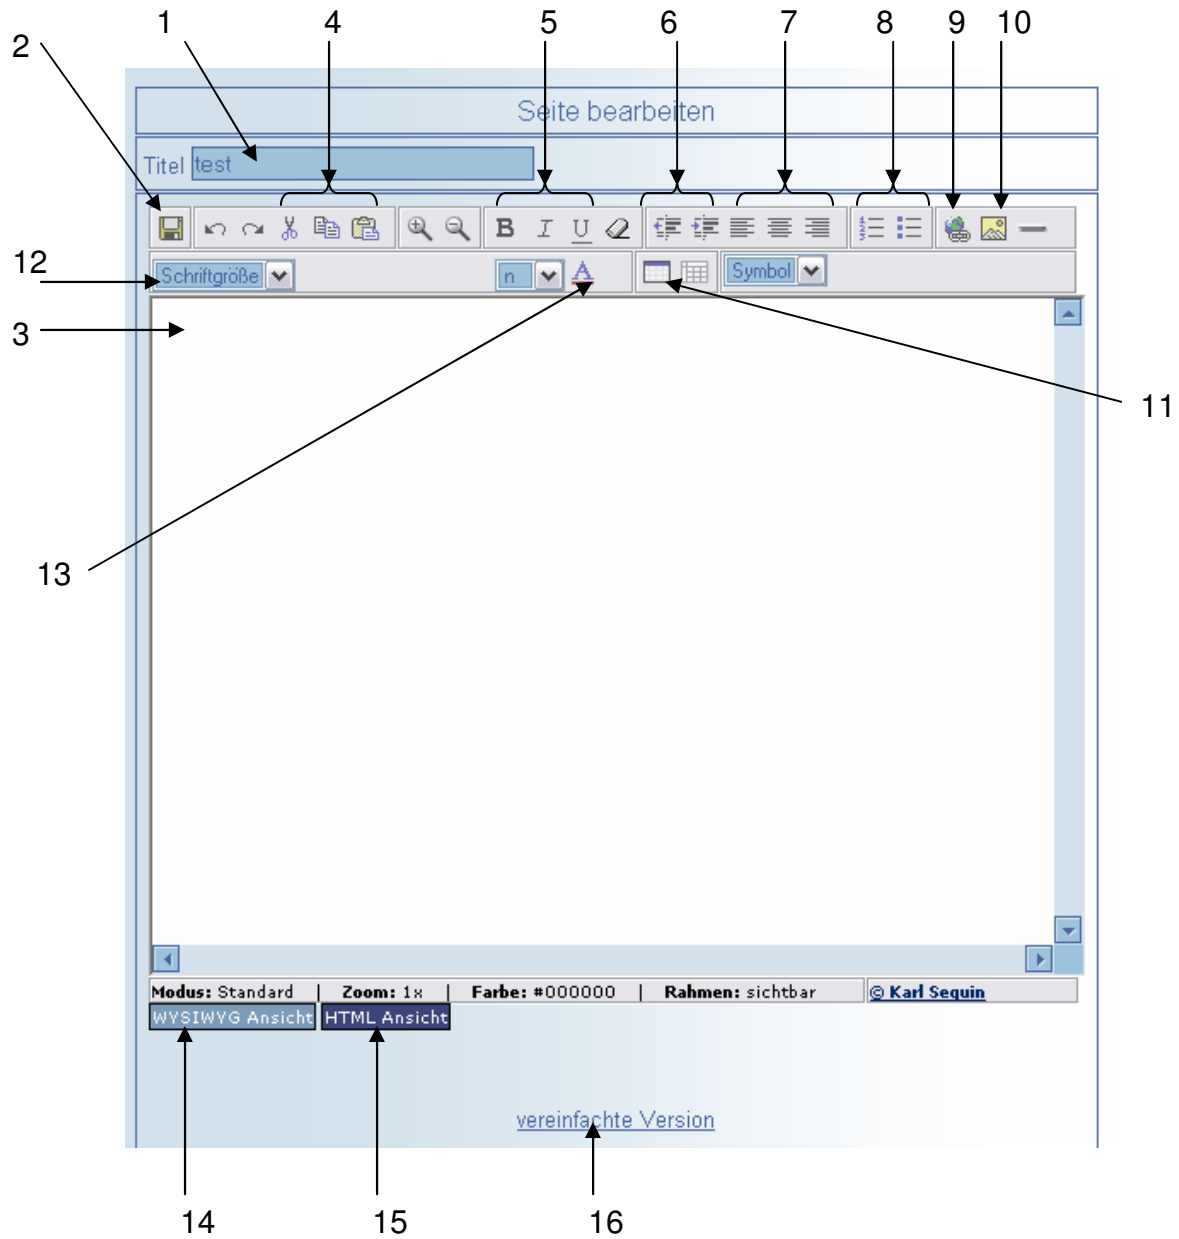 1 4 5 6 7 8 9 10
2
Seite bearbeiten
Titel test
B I U
12 Schriftgröße n A Symbol
3
11
13
Modus: Standard | Zoom: 1x | Farbe: #000000 | Rahmen: sichtbar © Karl Seguin
WYSIWYG Ansicht HTML Ansicht
vereinfachte Version
14 15 16